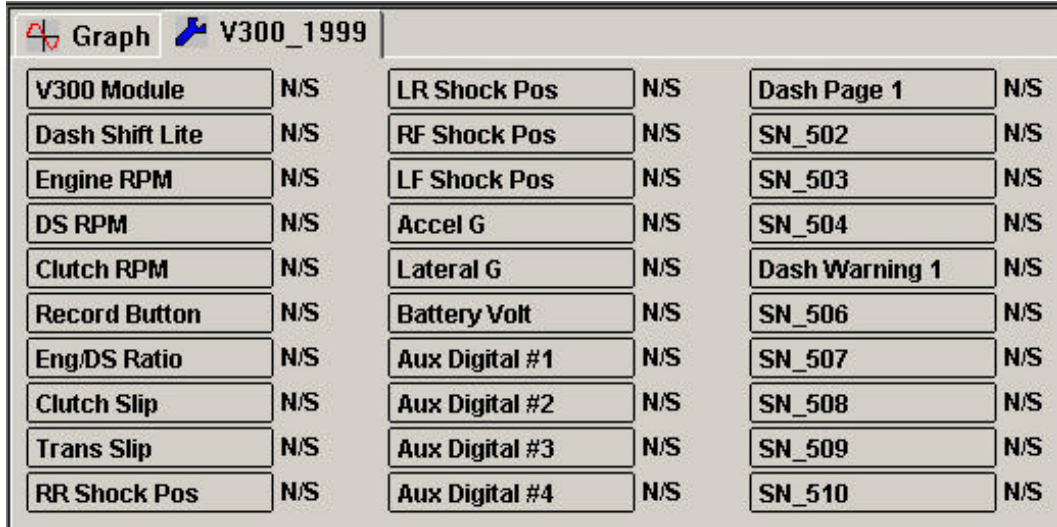 Graph V300_1999
V300 Module N/S LR Shock Pos N/S Dash Page 1 N/S
Dash Shift Lite N/S RF Shock Pos N/S SN_502 N/S
Engine RPM N/S LF Shock Pos N/S SN_503 N/S
DS RPM N/S Accel G N/S SN_504 N/S
Clutch RPM N/S Lateral G N/S Dash Warning 1 N/S
Record Button N/S Battery Volt N/S SN_506 N/S
Eng/DS Ratio N/S Aux Digital #1 N/S SN_507 N/S
Clutch Slip N/S Aux Digital #2 N/S SN_508 N/S
Trans Slip N/S Aux Digital #3 N/S SN_509 N/S
RR Shock Pos N/S Aux Digital #4 N/S SN_510 N/S